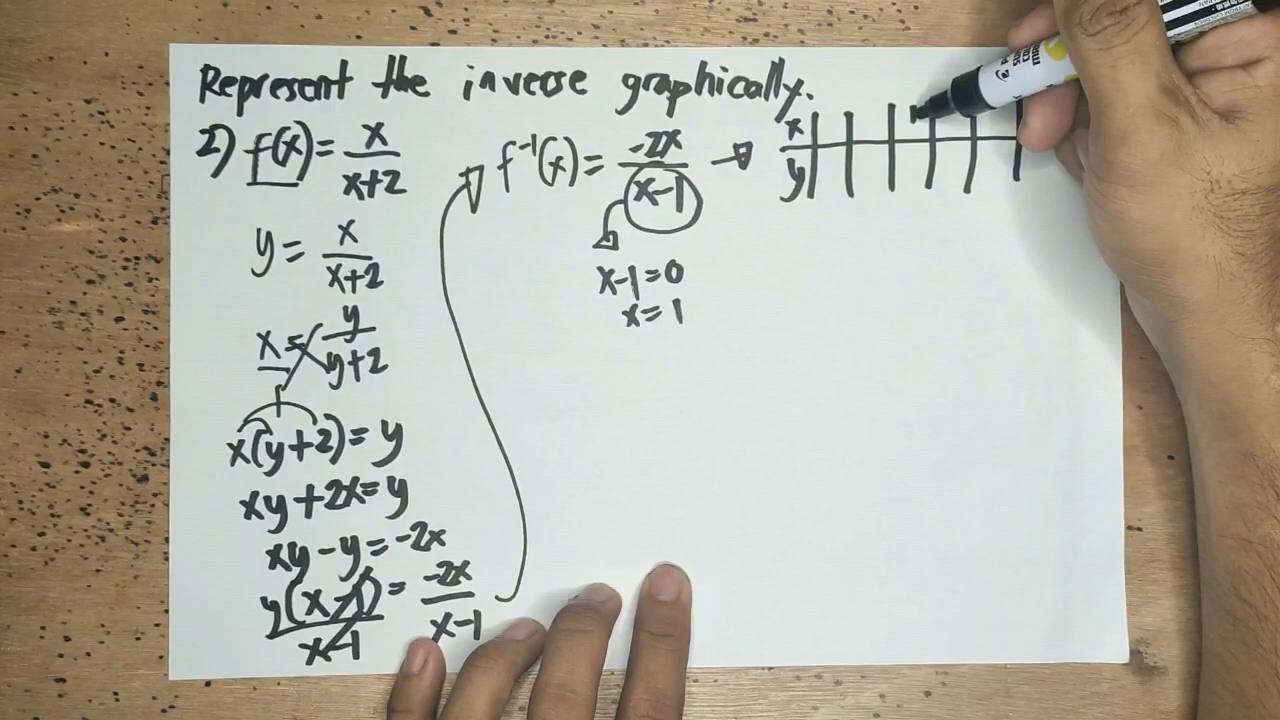 Represent the inverse graphically.
2) f(x) = x/(x+2)
y = x/(x+2)
x = y/(y+2)
x(y+2) = y
xy+2x=y
xy-y=-2x
y(x-1)/(x-1) = -2x/(x-1)
f⁻¹(x) = -2x/(x-1)
x-1=0
x=1
x
y